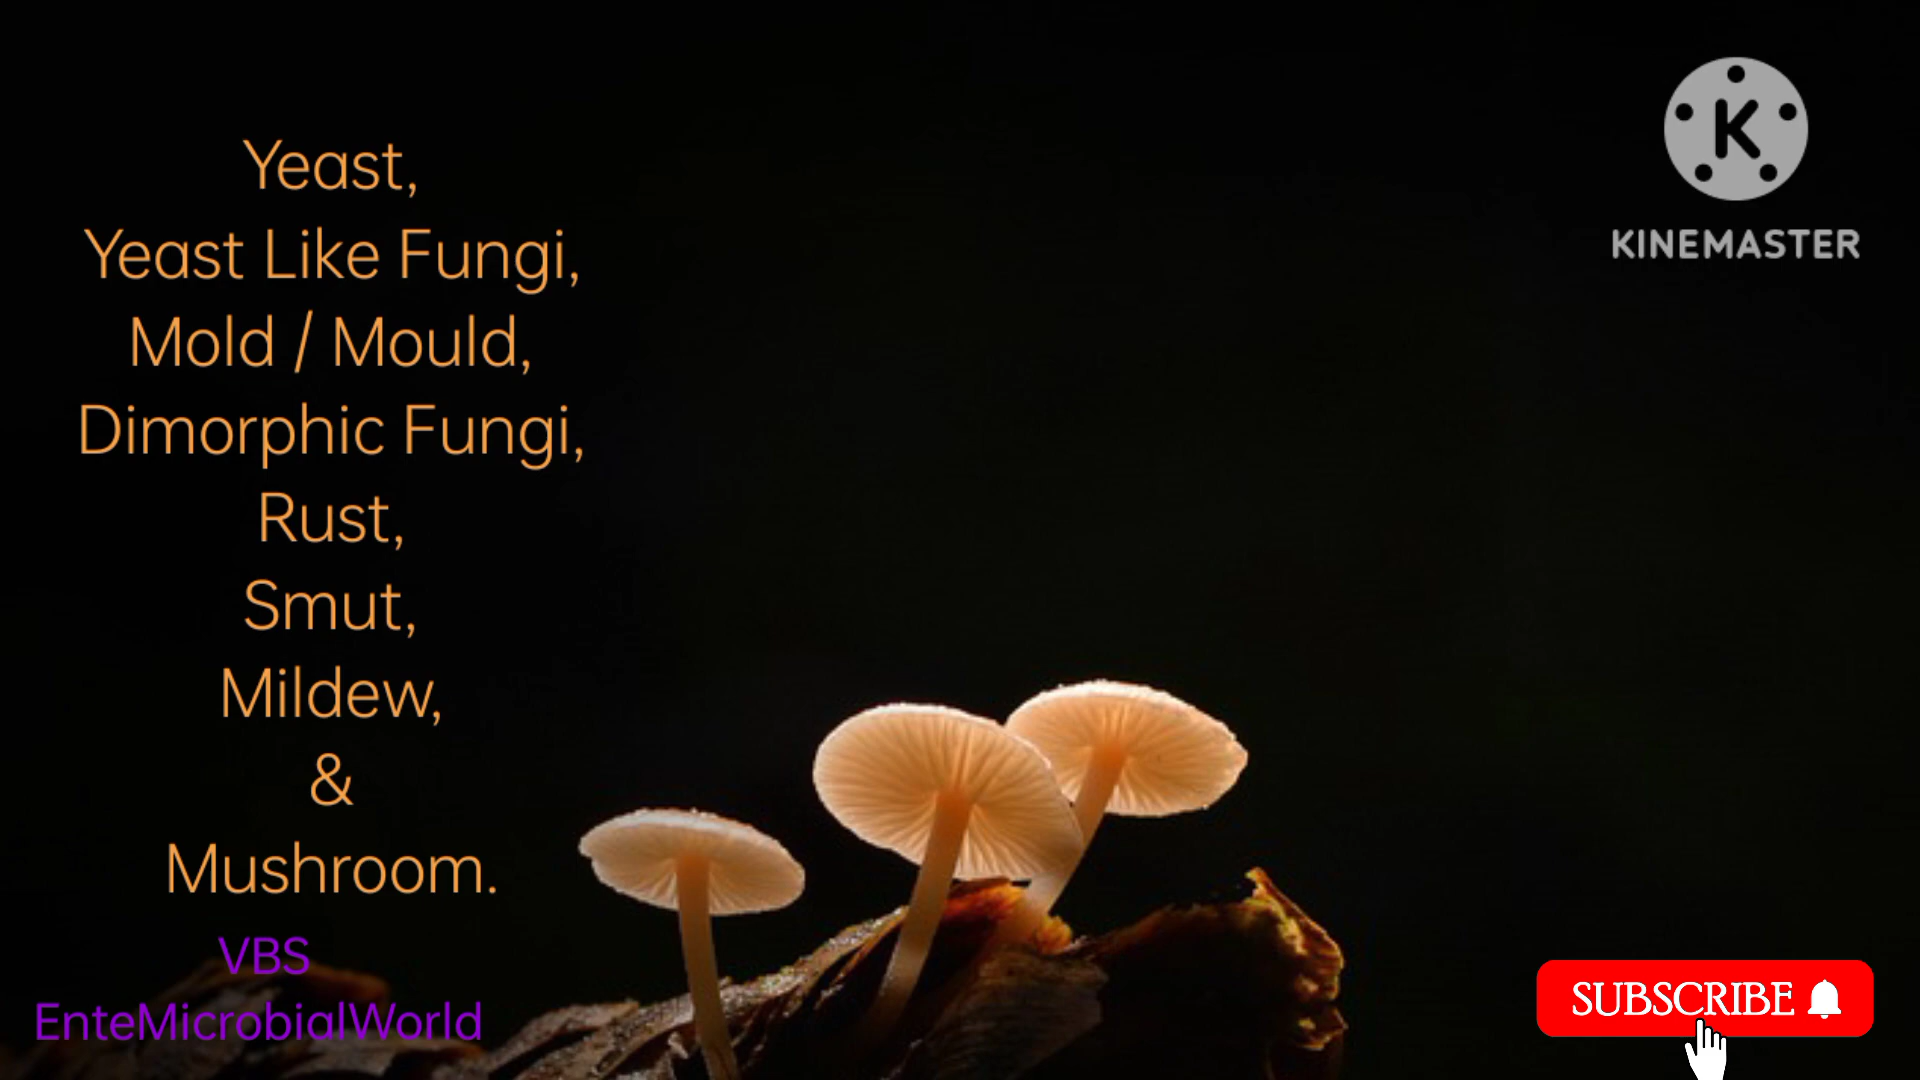 Yeast,
Yeast Like Fungi,
Mold / Mould,
Dimorphic Fungi,
Rust,
Smut,
Mildew,
&
Mushroom.
VBS
EnteMicrobialWorld
K
KINEMASTER
SUBSCRIBE